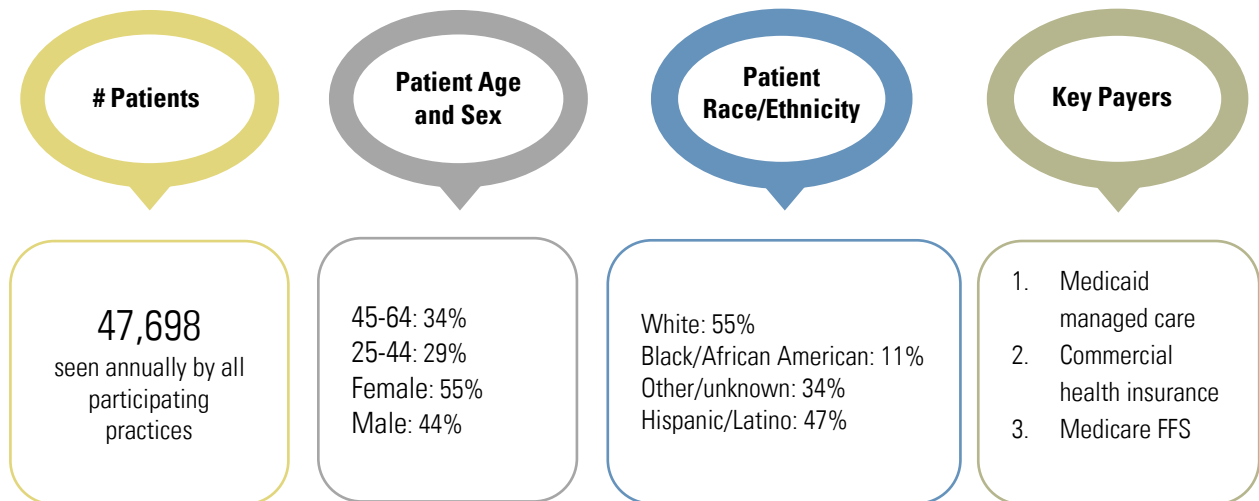 # Patients
Patient Age
and Sex
Patient
Race/Ethnicity
Key Payers
47,698
seen annually by all
participating
practices
45-64: 34%
25-44: 29%
Female: 55%
Male: 44%
White: 55%
Black/African American: 11%
Other/unknown: 34%
Hispanic/Latino: 47%
1. Medicaid
managed care
2. Commercial
health insurance
3. Medicare FFS